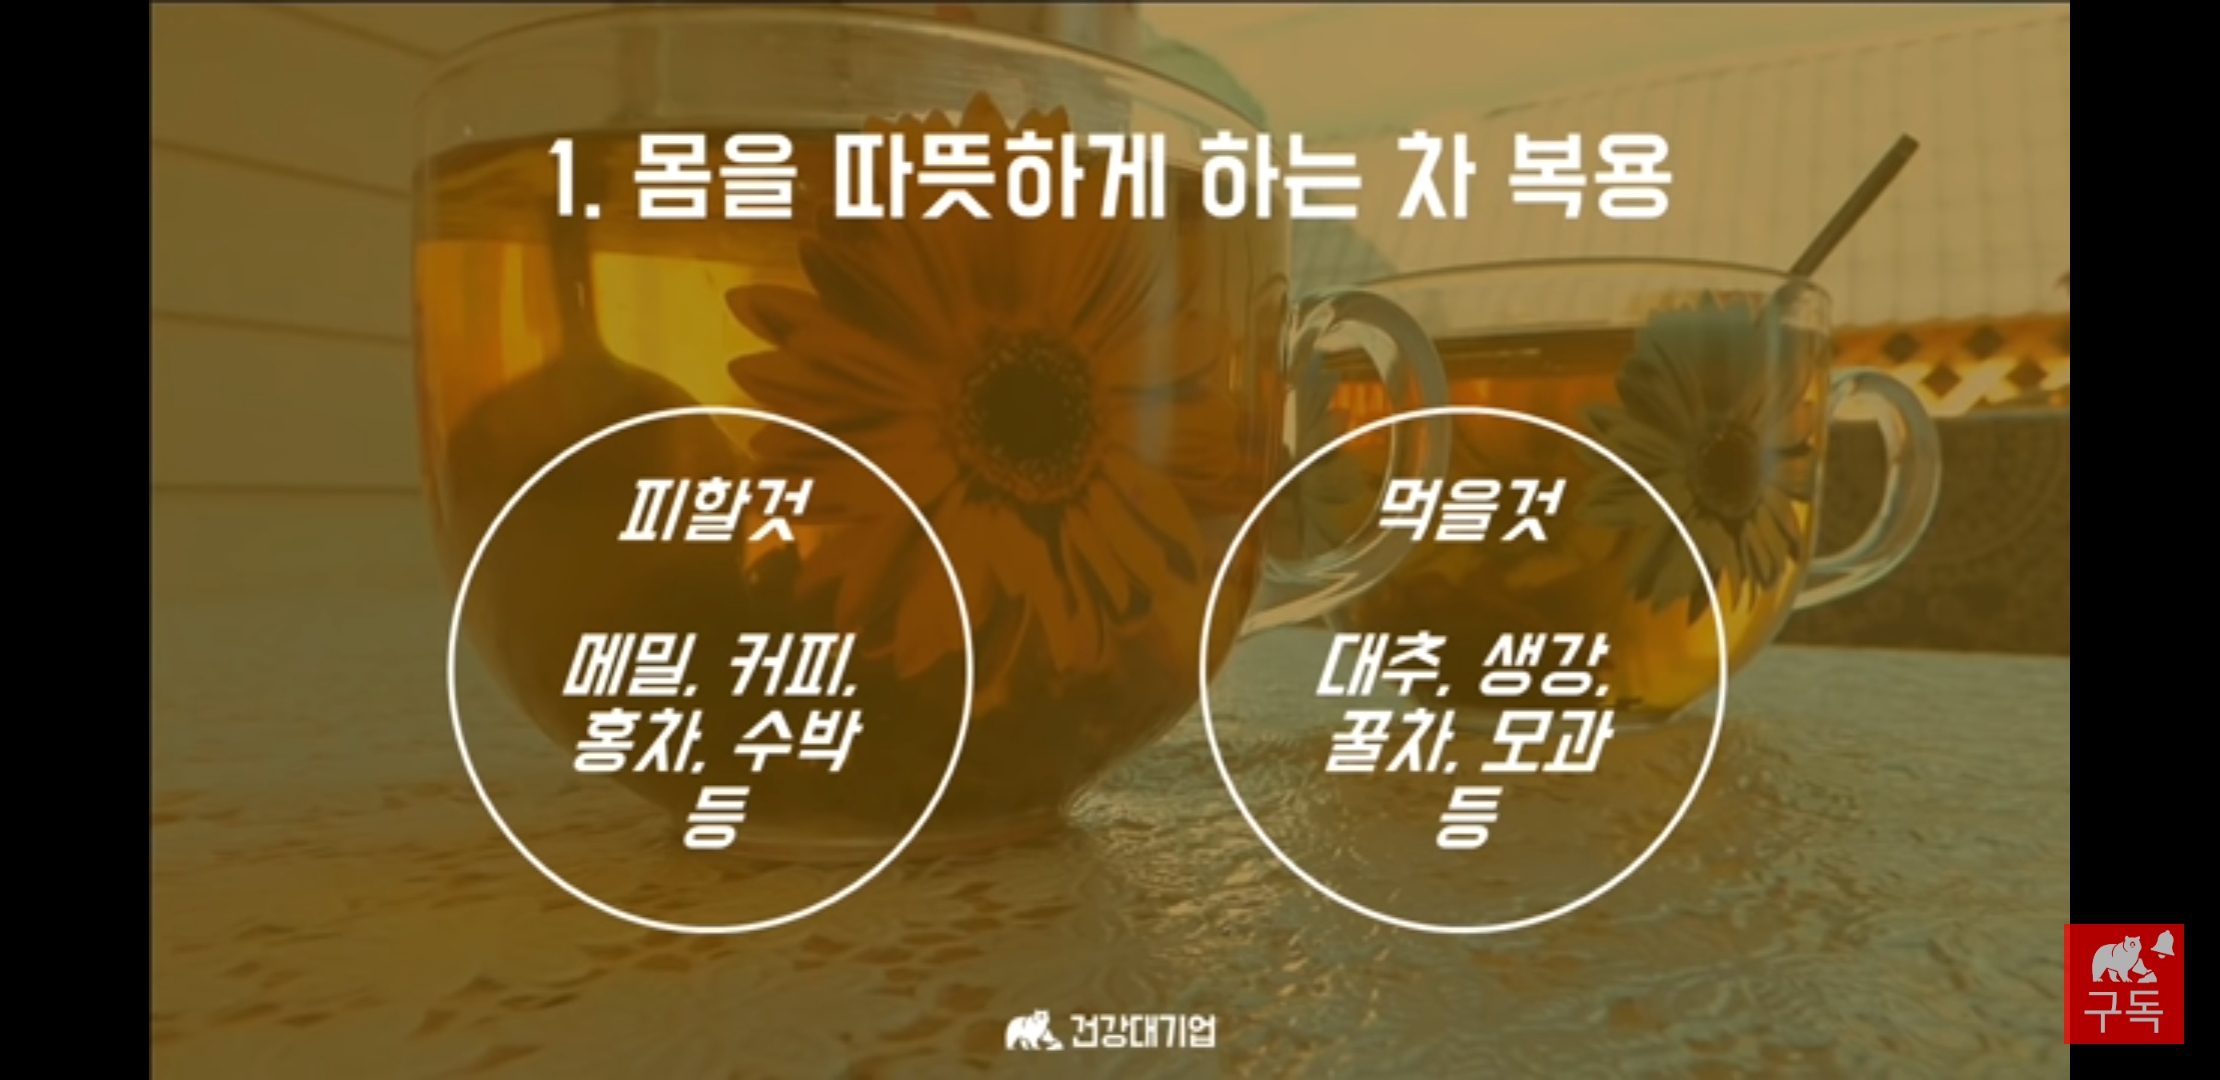 1. 몸을 따뜻하게 하는 차 복용
피할것
메밀, 커피,
홍차, 수박
등
먹을것
대추, 생강,
꿀차, 모과
등
건강대기업
구독